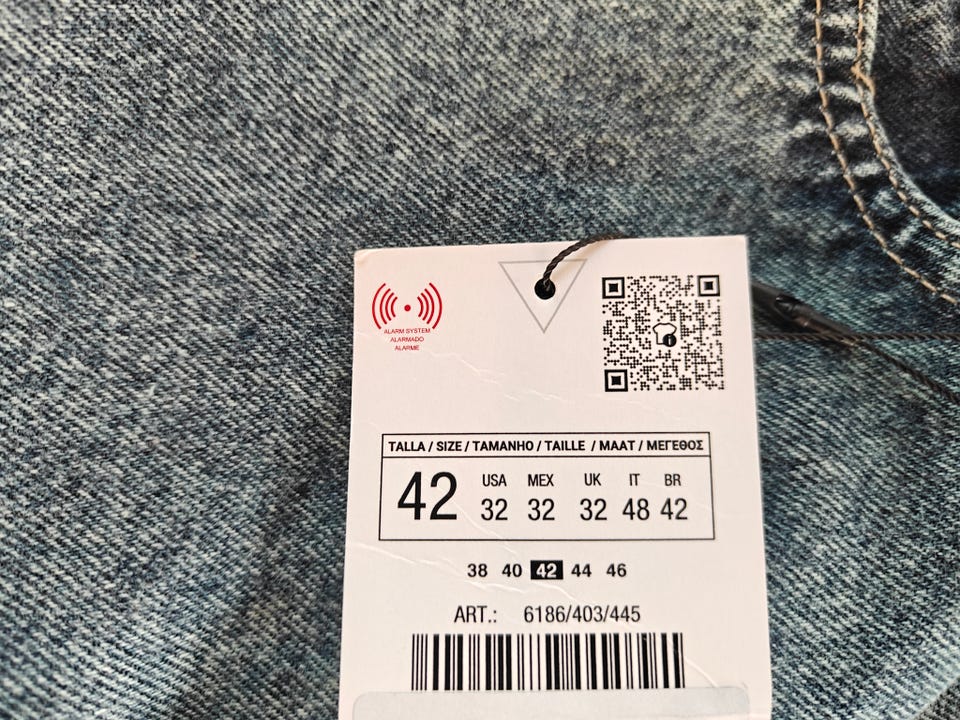 ALARM SYSTEM
ALARMADO
ALARME
TALLA / SIZE / TAMANHO / TAILLE / MAAT / ΜΕΓΕΘΟΣ
42
USA MEX UK IT BR
32 32 32 48 42
38 40 42 44 46
ART.: 6186/403/445